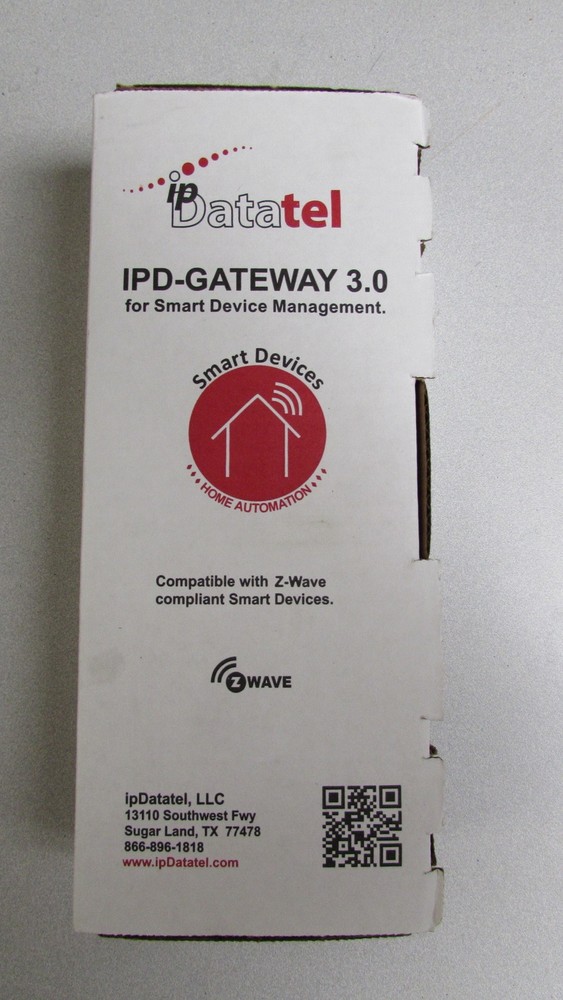 ipDatatel
IPD-GATEWAY 3.0
for Smart Device Management.
Smart Devices
HOME AUTOMATION
Compatible with Z-Wave
compliant Smart Devices.
Z WAVE
ipDatatel, LLC
13110 Southwest Fwy
Sugar Land, TX 77478
866-896-1818
www.ipDatatel.com